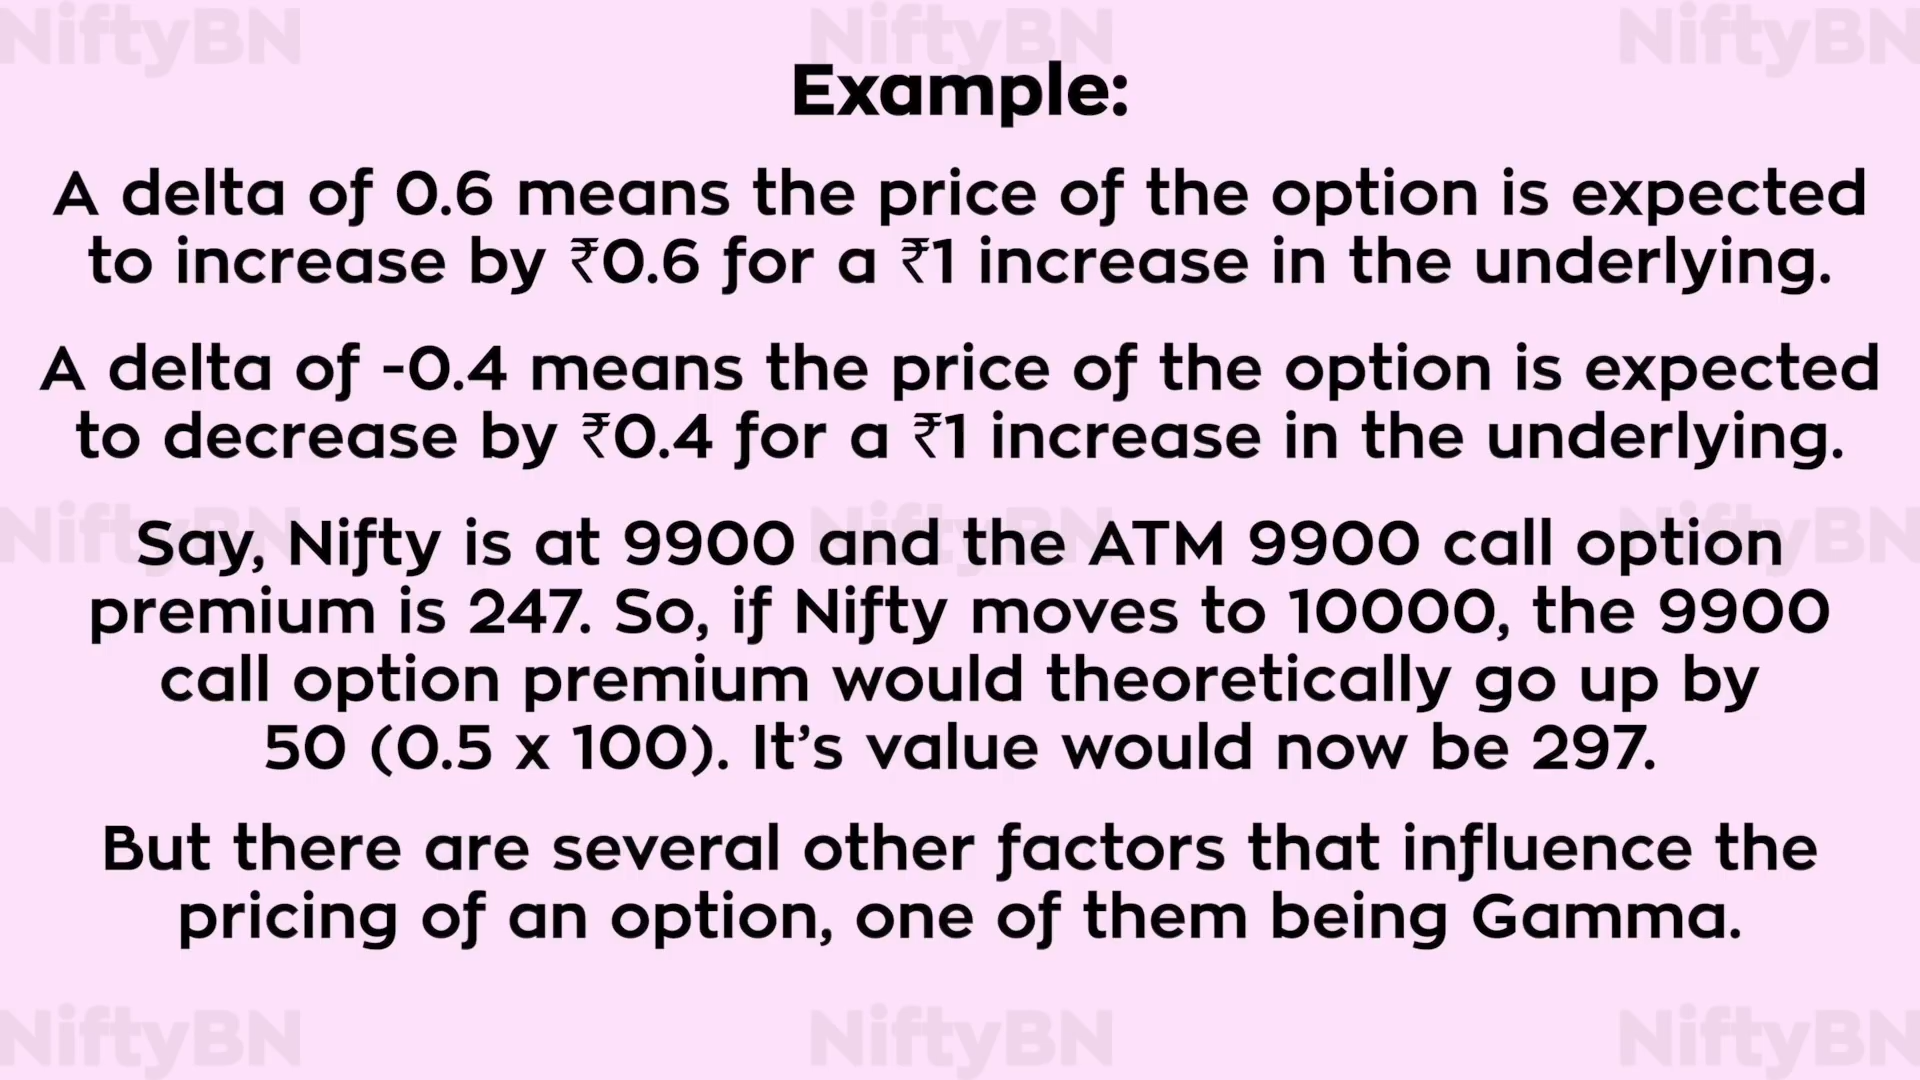 NiftyBN NiftyBN NiftyBN
Example:
A delta of 0.6 means the price of the option is expected
to increase by ₹0.6 for a ₹1 increase in the underlying.
A delta of -0.4 means the price of the option is expected
to decrease by ₹0.4 for a ₹1 increase in the underlying.
NiftyBN NiftyBN NiftyBN
Say, Nifty is at 9900 and the ATM 9900 call option
premium is 247. So, if Nifty moves to 10000, the 9900
call option premium would theoretically go up by
50 (0.5 x 100). It’s value would now be 297.
But there are several other factors that influence the
pricing of an option, one of them being Gamma.
NiftyBN NiftyBN NiftyBN